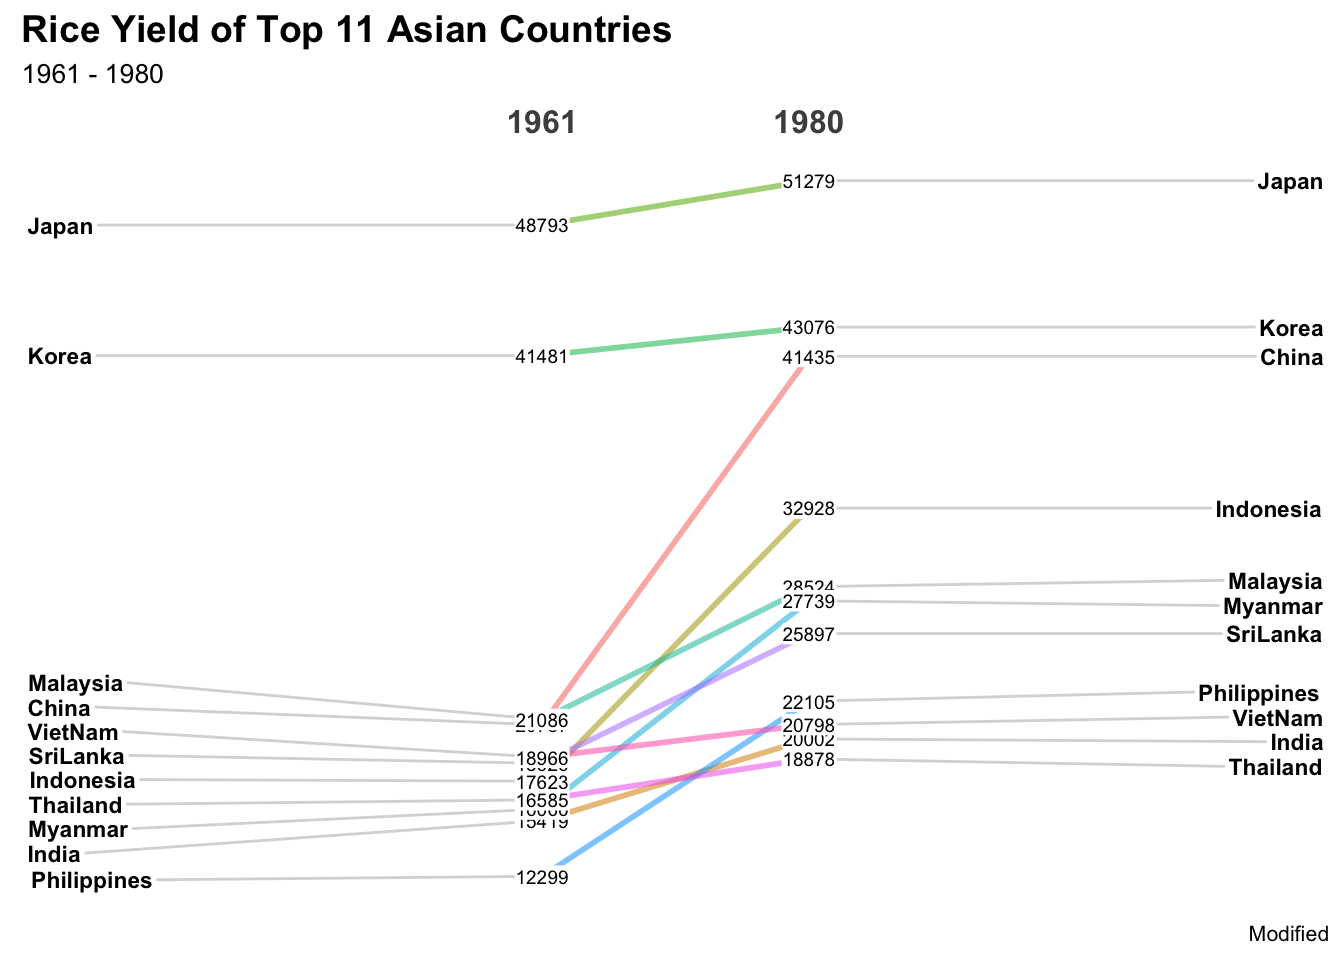 Rice Yield of Top 11 Asian Countries
1961 - 1980
1961 1980
51279 Japan
Japan 48793
43076 Korea
Korea 41481
41435 China
32928 Indonesia
28524 Malaysia
27739 Myanmar
25897 SriLanka
Malaysia
22105 Philippines
China 21086
20798 VietNam
VietNam
20002 India
SriLanka 18966
18878 Thailand
Indonesia 17623
Thailand 16585
Myanmar
India 15419
Philippines 12299
Modified